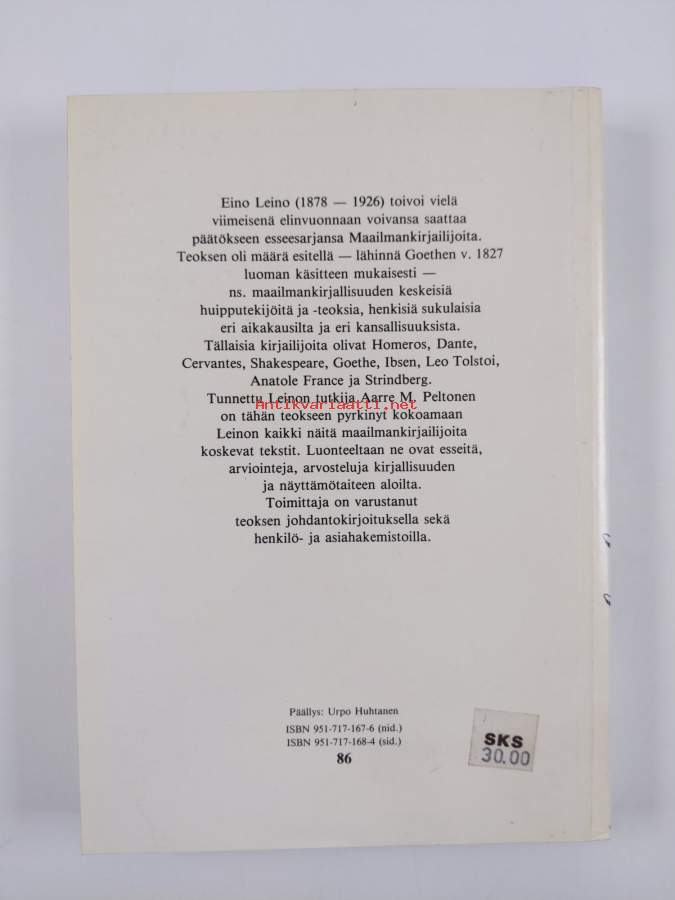 Eino Leino (1878 — 1926) toivoi vielä
viimeisenä elinvuonnaan voivansa saattaa
päätökseen esseesarjansa Maailmankirjailijoita.
Teoksen oli määrä esitellä — lähinnä Goethen v. 1827
luoman käsitteen mukaisesti —
ns. maailmankirjallisuuden keskeisiä
huipputekijöitä ja -teoksia, henkisiä sukulaisia
eri aikakausilta ja eri kansallisuuksista.
Tällaisia kirjailijoita olivat Homeros, Dante,
Cervantes, Shakespeare, Goethe, Ibsen, Leo Tolstoi,
Anatole France ja Strindberg.
Tunnettu Leinon tutkija Aarre M. Peltonen
Antikvariaatti.net
on tähän teokseen pyrkinyt kokoamaan
Leinon kaikki näitä maailmankirjailijoita
koskevat tekstit. Luonteeltaan ne ovat esseitä,
arviointeja, arvosteluja kirjallisuuden
ja näyttämötaiteen aloilta.
Toimittaja on varustanut
teoksen johdantokirjoituksella sekä
henkilö- ja asiahakemistoilla.
Päällys: Urpo Huhtanen
ISBN 951-717-167-6 (nid.)
ISBN 951-717-168-4 (sid.)
86
SKS
30.00